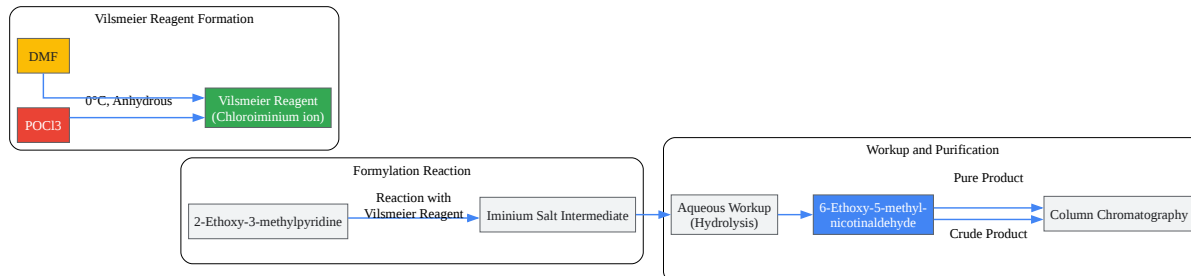 Vilsmeier Reagent Formation
DMF
0°C, Anhydrous
POCl3
Vilsmeier Reagent
(Chloroiminium ion)
Formylation Reaction
2-Ethoxy-3-methylpyridine
Reaction with
Vilsmeier Reagent
Iminium Salt Intermediate
Workup and Purification
Aqueous Workup
(Hydrolysis)
6-Ethoxy-5-methyl-
nicotinaldehyde
Pure Product
Crude Product
Column Chromatography